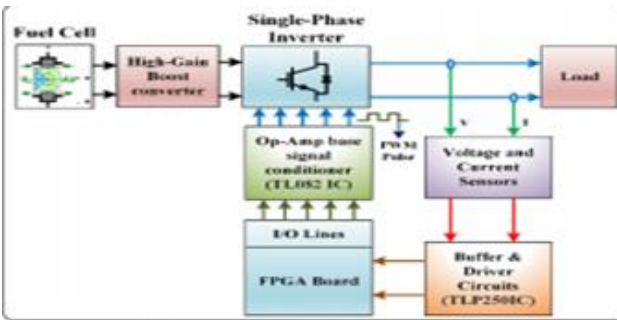 Fuel Cell
High-Gain
Boost
converter
Single-Phase
Inverter
Load
Op-Amp base
signal
conditioner
(TL082 IC)
PWM
Pulse
V
I
Voltage and
Current
Sensors
I/O Lines
FPGA Board
Buffer &
Driver
Circuits
(TLP250IC)